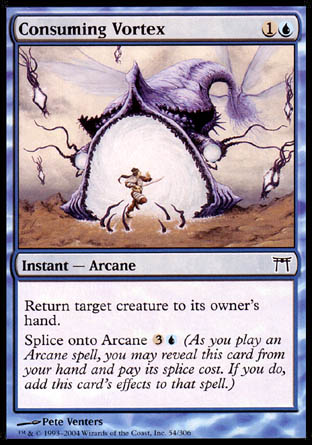 Consuming Vortex 1
Instant — Arcane
Return target creature to its owner's
hand.
Splice onto Arcane 3 (As you play an
Arcane spell, you may reveal this card from
your hand and pay its splice cost. If you do,
add this card's effects to that spell.)
Pete Venters
™ & © 1993–2004 Wizards of the Coast, Inc. 54/306